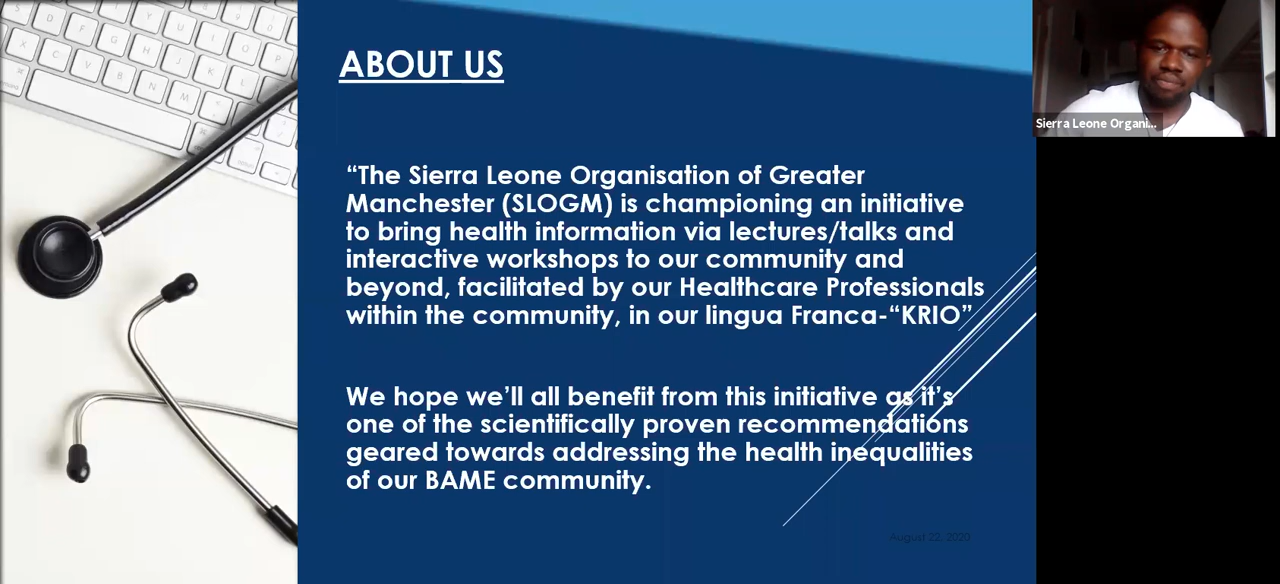 ABOUT US
“The Sierra Leone Organisation of Greater
Manchester (SLOGM) is championing an initiative
to bring health information via lectures/talks and
interactive workshops to our community and
beyond, facilitated by our Healthcare Professionals
within the community, in our lingua Franca-“KRIO”
We hope we’ll all benefit from this initiative as it’s
one of the scientifically proven recommendations
geared towards addressing the health inequalities
of our BAME community.
August 22, 2020
Sierra Leone Organi...